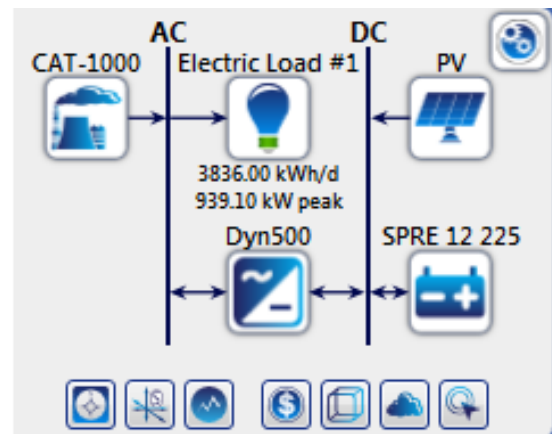 AC
DC
CAT-1000
Electric Load #1
PV
3836.00 kWh/d
939.10 kW peak
Dyn500
SPRE 12 225